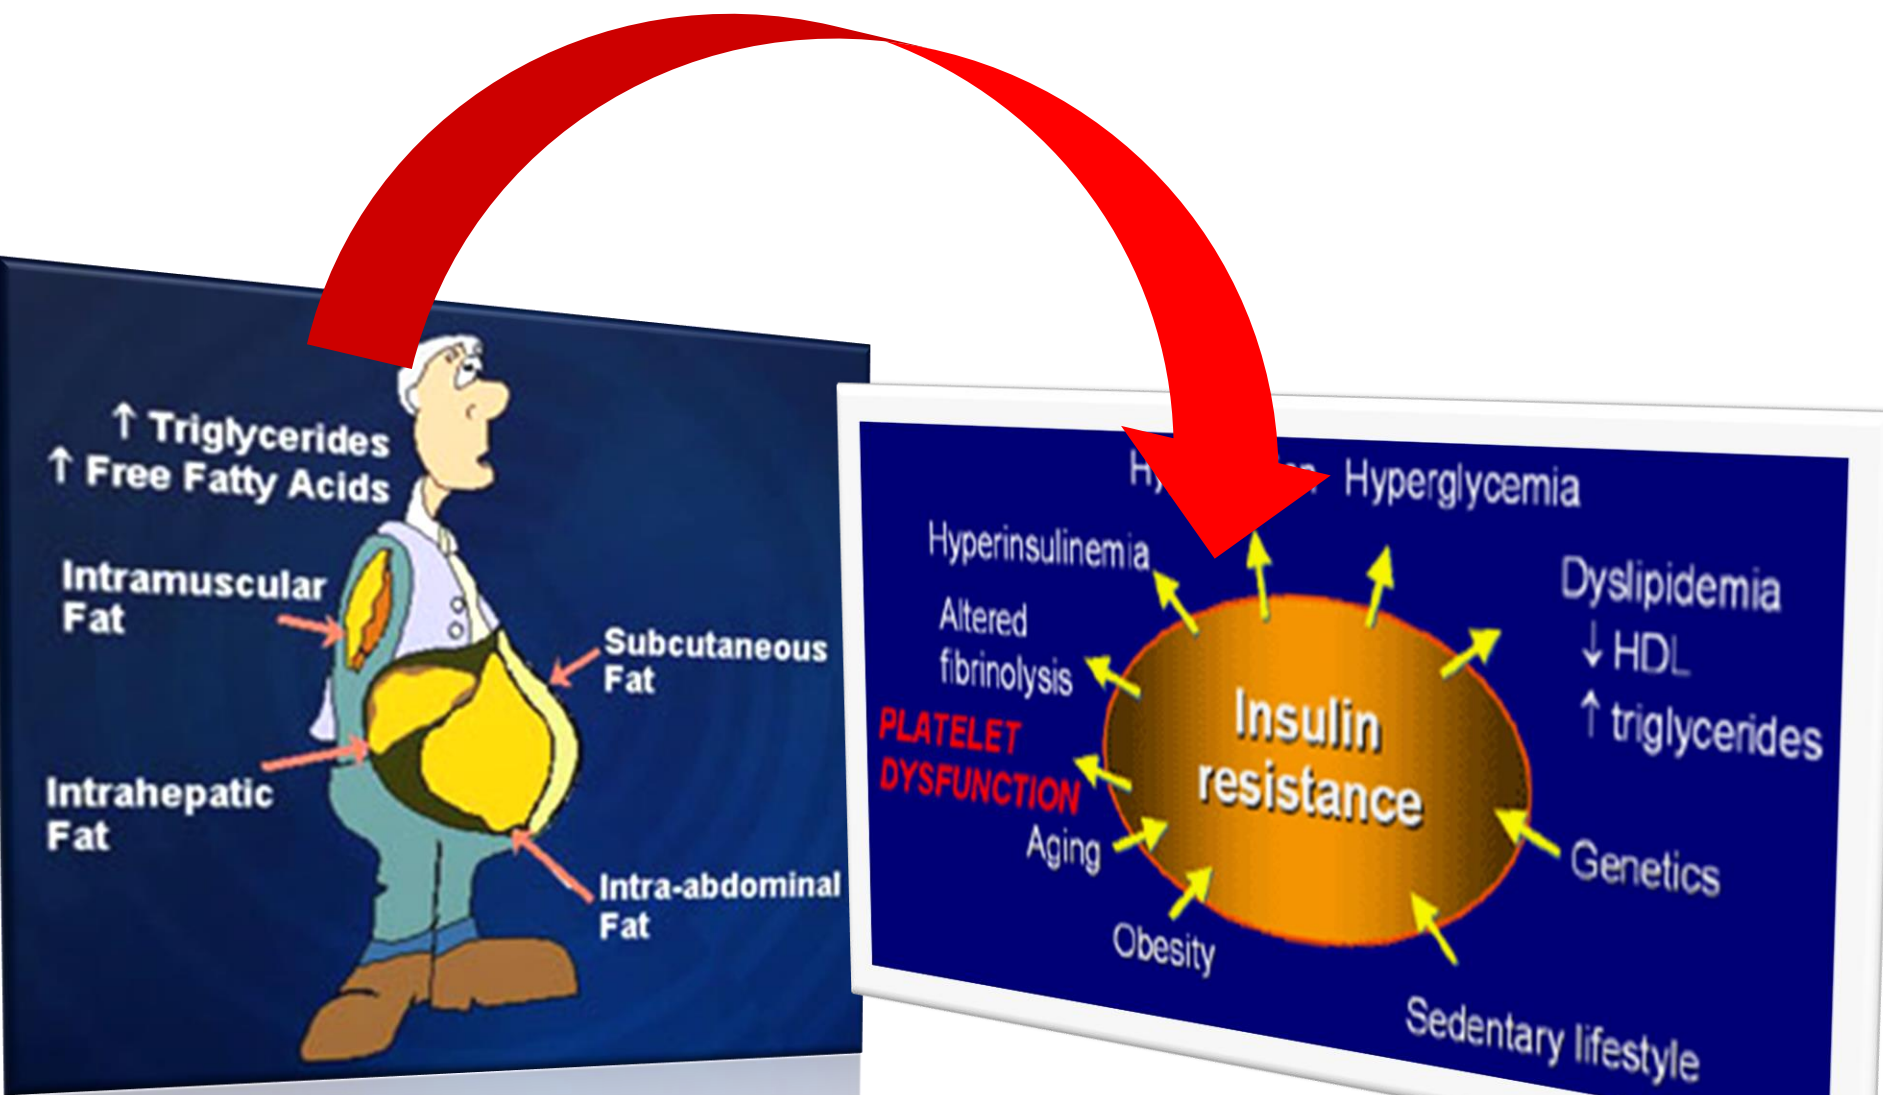 ↑ Triglycerides
↑ Free Fatty Acids
Intramuscular
Fat
Subcutaneous
Fat
Intrahepatic
Fat
Intra-abdominal
Fat
Hyperglycemia
Hyperinsulinemia
Altered
fibrinolysis
PLATELET
DYSFUNCTION
Aging
Obesity
Insulin
resistance
Dyslipidemia
↓ HDL
↑ triglycerides
Genetics
Sedentary lifestyle